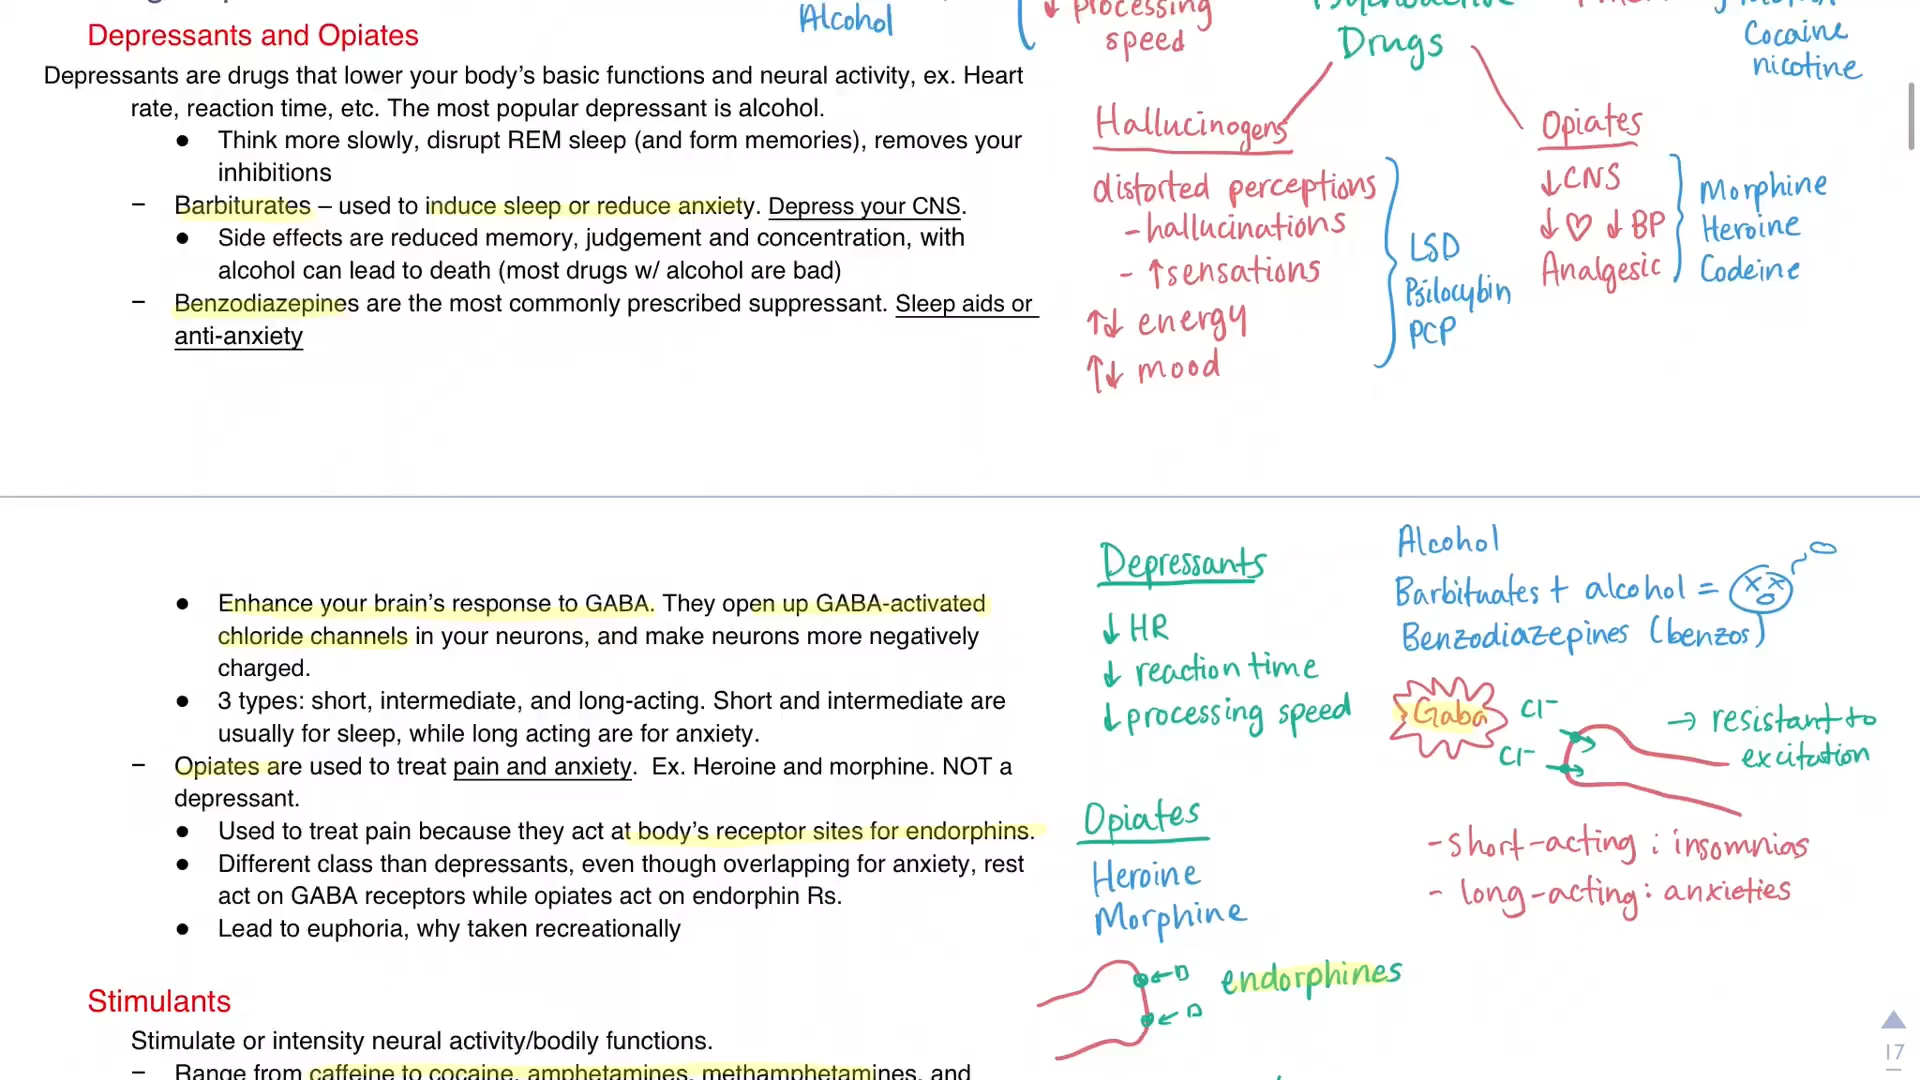 Alcohol
↓ processing
speed
Drugs
Cocaine
nicotine
Depressants and Opiates
Depressants are drugs that lower your body's basic functions and neural activity, ex. Heart
rate, reaction time, etc. The most popular depressant is alcohol.
● Think more slowly, disrupt REM sleep (and form memories), removes your
inhibitions
– Barbiturates – used to induce sleep or reduce anxiety. Depress your CNS.
● Side effects are reduced memory, judgement and concentration, with
alcohol can lead to death (most drugs w/ alcohol are bad)
– Benzodiazepines are the most commonly prescribed suppressant. Sleep aids or
anti-anxiety
Hallucinogens
distorted perceptions
- hallucinations
- ↑ sensations
↑↓ energy
↑↓ mood
LSD
Psilocybin
PCP
Opiates
↓ CNS
↓ ♡ ↓ BP
Analgesic
Morphine
Heroine
Codeine
● Enhance your brain's response to GABA. They open up GABA-activated
chloride channels in your neurons, and make neurons more negatively
charged.
● 3 types: short, intermediate, and long-acting. Short and intermediate are
usually for sleep, while long acting are for anxiety.
– Opiates are used to treat pain and anxiety. Ex. Heroine and morphine. NOT a
depressant.
● Used to treat pain because they act at body's receptor sites for endorphins.
● Different class than depressants, even though overlapping for anxiety, rest
act on GABA receptors while opiates act on endorphin Rs.
● Lead to euphoria, why taken recreationally
Stimulants
Stimulate or intensity neural activity/bodily functions.
– Range from caffeine to cocaine, amphetamines, methamphetamines, and
Depressants
↓ HR
↓ reaction time
↓ processing speed
Alcohol
Barbituates + alcohol =
Benzodiazepines (benzos)
Gaba
Cl-
Cl-
→ resistant to
excitation
- short-acting : insomnias
- long-acting : anxieties
Opiates
Heroine
Morphine
endorphines
17